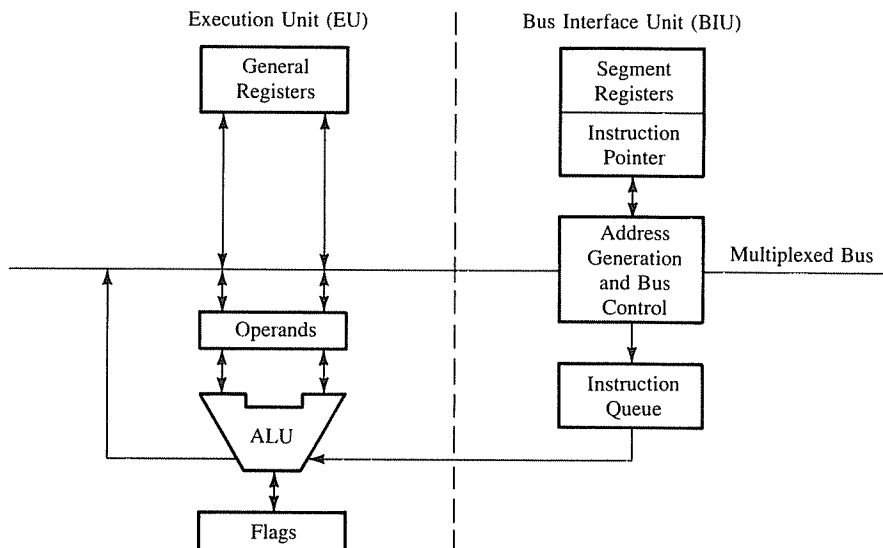 Execution Unit (EU)
Bus Interface Unit (BIU)
General
Registers
Segment
Registers
Instruction
Pointer
Address
Generation
and Bus
Control
Multiplexed Bus
Operands
Instruction
Queue
ALU
Flags